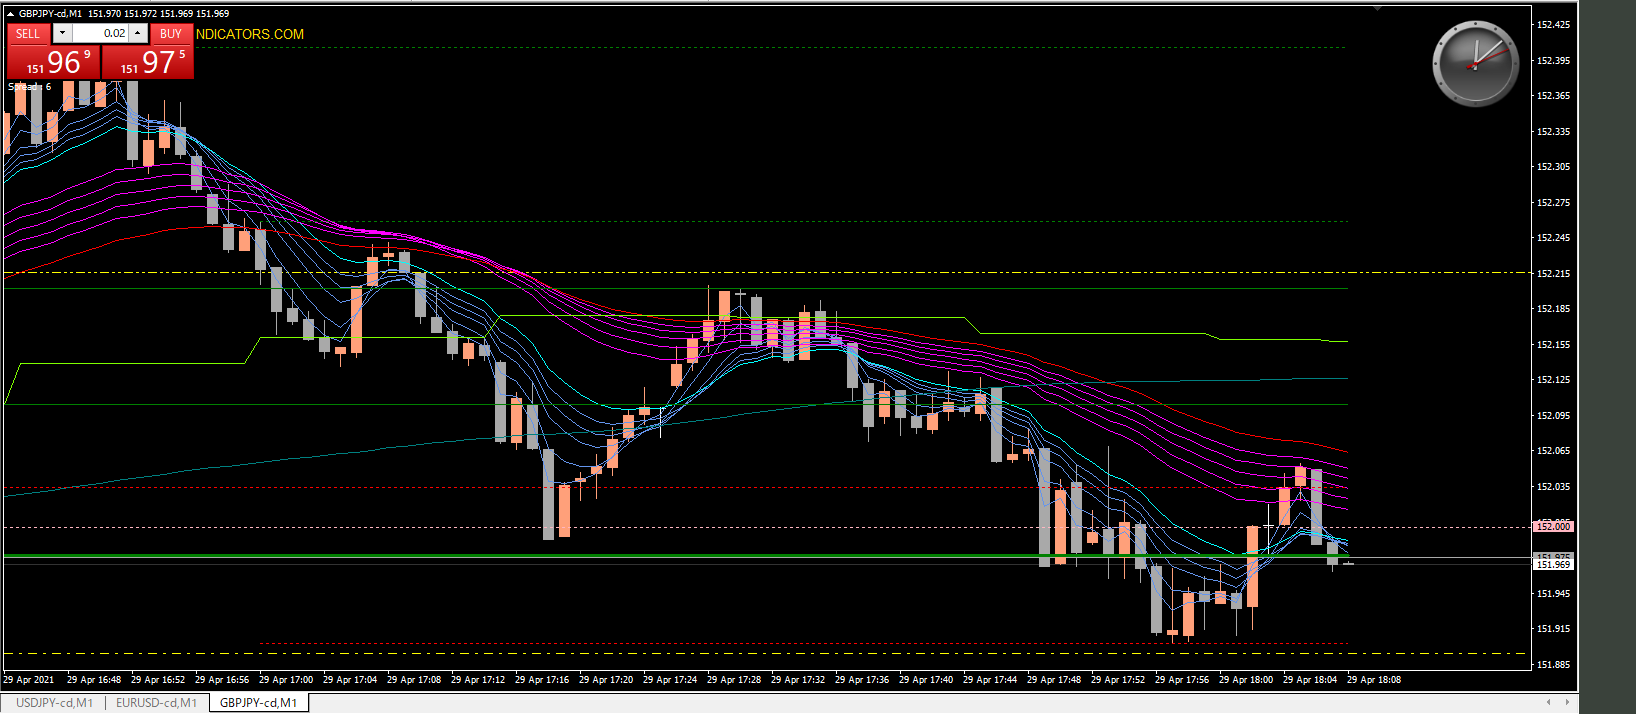 GBPJPY-cd,M1 151.970 151.972 151.969 151.969
SELL 0.02 BUY
NDICATORS.COM
151 96 9 151 97 5
Spread : 6
152.425
152.395
152.365
152.335
152.305
152.275
152.245
152.215
152.185
152.155
152.125
152.095
152.065
152.035
152.000
151.975
151.969
151.945
151.915
151.885
29 Apr 2021 29 Apr 16:48 29 Apr 16:52 29 Apr 16:56 29 Apr 17:00 29 Apr 17:04 29 Apr 17:08 29 Apr 17:12 29 Apr 17:16 29 Apr 17:20 29 Apr 17:24 29 Apr 17:28 29 Apr 17:32 29 Apr 17:36 29 Apr 17:40 29 Apr 17:44 29 Apr 17:48 29 Apr 17:52 29 Apr 17:56 29 Apr 18:00 29 Apr 18:04 29 Apr 18:08
USDJPY-cd,M1 EURUSD-cd,M1 GBPJPY-cd,M1